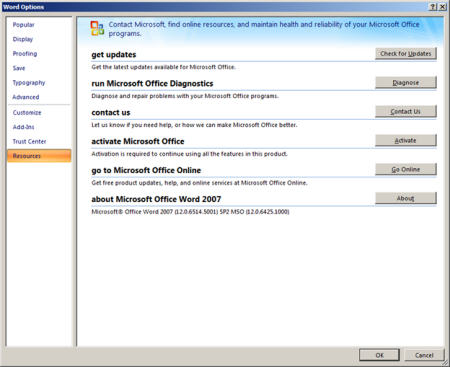 Word Options
Popular
Display
Proofing
Save
Typography
Advanced
Customize
Add-Ins
Trust Center
Resources
Contact Microsoft, find online resources, and maintain health and reliability of your Microsoft Office
programs.
get updates
Check for Updates
Get the latest updates available for Microsoft Office.
run Microsoft Office Diagnostics
Diagnose
Diagnose and repair problems with your Microsoft Office programs.
contact us
Contact Us
Let us know if you need help, or how we can make Microsoft Office better.
activate Microsoft Office
Activate
Activation is required to continue using all the features in this product.
go to Microsoft Office Online
Go Online
Get free product updates, help, and online services at Microsoft Office Online.
about Microsoft Office Word 2007
About
Microsoft® Office Word 2007 (12.0.6514.5001) SP2 MSO (12.0.6425.1000)
OK
Cancel